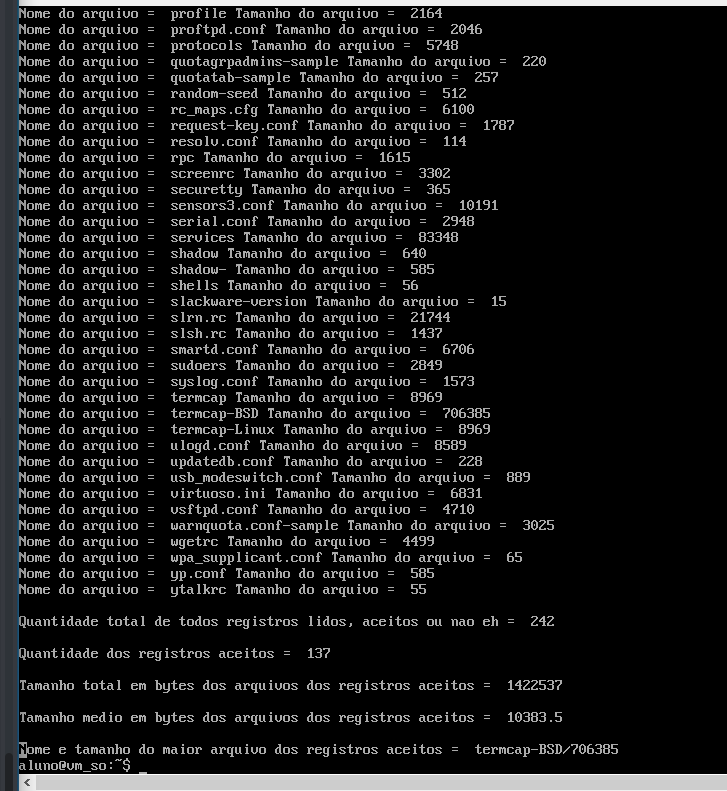 Nome do arquivo =  profile Tamanho do arquivo =  2164
Nome do arquivo =  proftpd.conf Tamanho do arquivo =  2046
Nome do arquivo =  protocols Tamanho do arquivo =  5748
Nome do arquivo =  quotagrpadmins-sample Tamanho do arquivo =  220
Nome do arquivo =  quotatab-sample Tamanho do arquivo =  257
Nome do arquivo =  random-seed Tamanho do arquivo =  512
Nome do arquivo =  rc_maps.cfg Tamanho do arquivo =  6100
Nome do arquivo =  request-key.conf Tamanho do arquivo =  1787
Nome do arquivo =  resolv.conf Tamanho do arquivo =  114
Nome do arquivo =  rpc Tamanho do arquivo =  1615
Nome do arquivo =  screenrc Tamanho do arquivo =  3302
Nome do arquivo =  securetty Tamanho do arquivo =  365
Nome do arquivo =  sensors3.conf Tamanho do arquivo =  10191
Nome do arquivo =  serial.conf Tamanho do arquivo =  2948
Nome do arquivo =  services Tamanho do arquivo =  83348
Nome do arquivo =  shadow Tamanho do arquivo =  640
Nome do arquivo =  shadow- Tamanho do arquivo =  585
Nome do arquivo =  shells Tamanho do arquivo =  56
Nome do arquivo =  slackware-version Tamanho do arquivo =  15
Nome do arquivo =  slrn.rc Tamanho do arquivo =  21744
Nome do arquivo =  slsh.rc Tamanho do arquivo =  1437
Nome do arquivo =  smartd.conf Tamanho do arquivo =  6706
Nome do arquivo =  sudoers Tamanho do arquivo =  2849
Nome do arquivo =  syslog.conf Tamanho do arquivo =  1573
Nome do arquivo =  termcap Tamanho do arquivo =  8969
Nome do arquivo =  termcap-BSD Tamanho do arquivo =  706385
Nome do arquivo =  termcap-Linux Tamanho do arquivo =  8969
Nome do arquivo =  ulogd.conf Tamanho do arquivo =  8589
Nome do arquivo =  updatedb.conf Tamanho do arquivo =  228
Nome do arquivo =  usb_modeswitch.conf Tamanho do arquivo =  889
Nome do arquivo =  virtuoso.ini Tamanho do arquivo =  6831
Nome do arquivo =  vsftpd.conf Tamanho do arquivo =  4710
Nome do arquivo =  warnquota.conf-sample Tamanho do arquivo =  3025
Nome do arquivo =  wgetrc Tamanho do arquivo =  4499
Nome do arquivo =  wpa_supplicant.conf Tamanho do arquivo =  65
Nome do arquivo =  yp.conf Tamanho do arquivo =  585
Nome do arquivo =  ytalkrc Tamanho do arquivo =  55
Quantidade total de todos registros lidos, aceitos ou nao eh =  242
Quantidade dos registros aceitos =  137
Tamanho total em bytes dos arquivos dos registros aceitos =  1422537
Tamanho medio em bytes dos arquivos dos registros aceitos =  10383.5
Nome e tamanho do maior arquivo dos registros aceitos =  termcap-BSD/706385
aluno@vm_so:~$ _